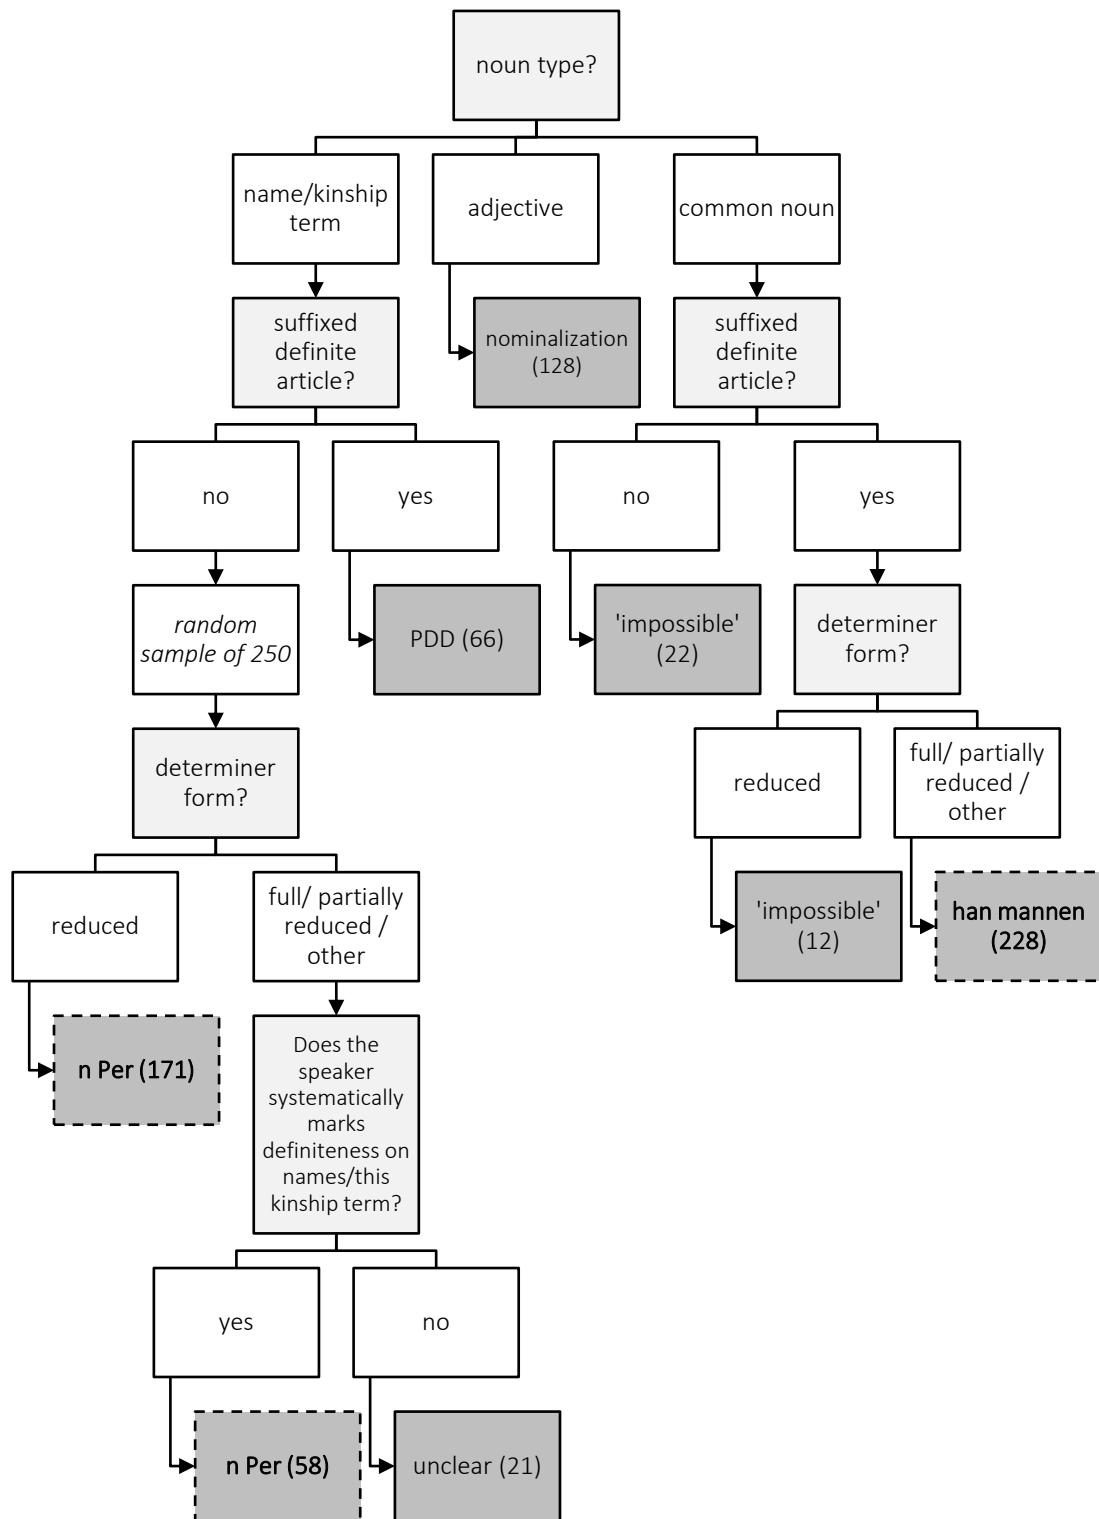 noun type?
name/kinship
term
adjective
common noun
suffixed
definite
article?
nominalization
(128)
suffixed
definite
article?
no
yes
no
yes
random
sample of 250
PDD (66)
'impossible'
(22)
determiner
form?
determiner
form?
reduced
full/ partially
reduced /
other
reduced
full/ partially
reduced /
other
'impossible'
(12)
han mannen
(228)
n Per (171)
Does the
speaker
systematically
marks
definiteness on
names/this
kinship term?
yes
no
n Per (58)
unclear (21)